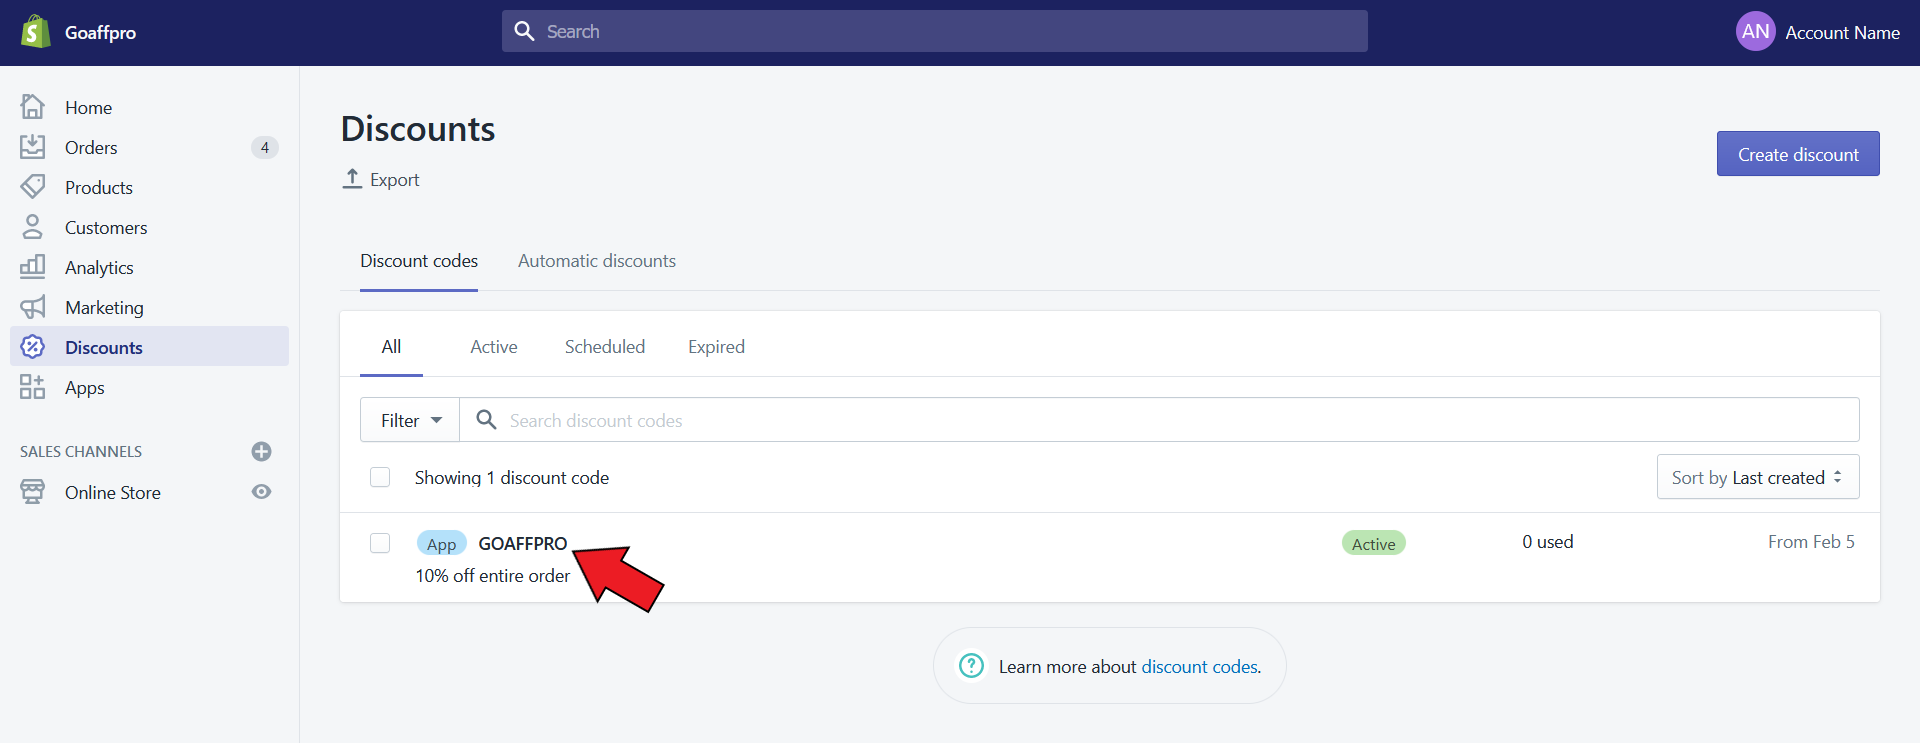 Goaffpro
Search
AN Account Name
Home
Orders 4
Products
Customers
Analytics
Marketing
Discounts
Apps
SALES CHANNELS
Online Store
Discounts
Export
Create discount
Discount codes Automatic discounts
All Active Scheduled Expired
Filter Search discount codes
Showing 1 discount code Sort by Last created
App GOAFFPRO Active 0 used From Feb 5
10% off entire order
Learn more about discount codes.